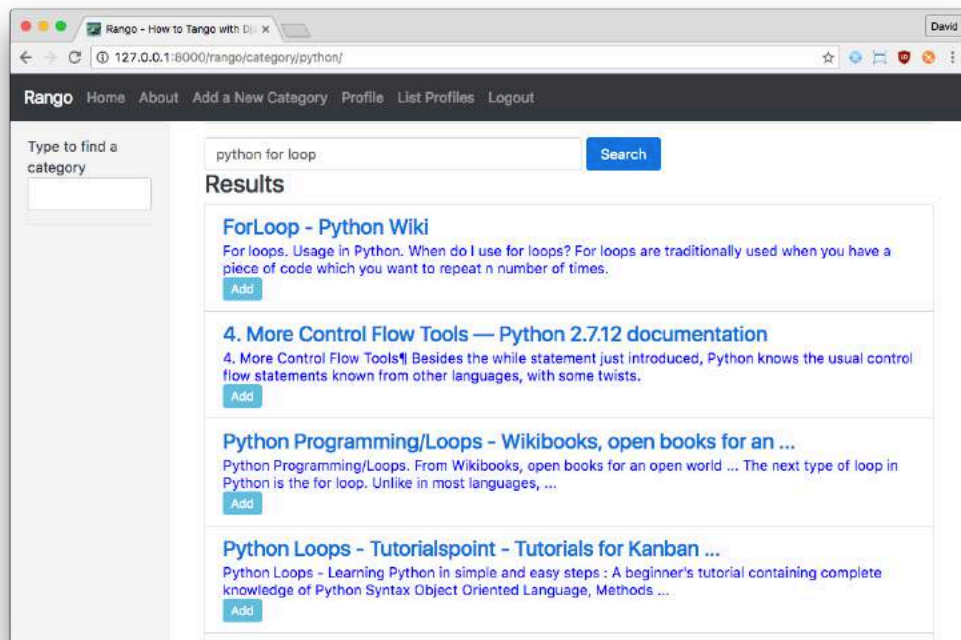 Rango - How to Tango with Dj
David
127.0.0.1:8000/rango/category/python/
Rango Home About Add a New Category Profile List Profiles Logout
Type to find a
category
python for loop Search
Results
ForLoop - Python Wiki
For loops. Usage in Python. When do I use for loops? For loops are traditionally used when you have a
piece of code which you want to repeat n number of times.
Add
4. More Control Flow Tools — Python 2.7.12 documentation
4. More Control Flow Tools¶ Besides the while statement just introduced, Python knows the usual control
flow statements known from other languages, with some twists.
Add
Python Programming/Loops - Wikibooks, open books for an ...
Python Programming/Loops. From Wikibooks, open books for an open world ... The next type of loop in
Python is the for loop. Unlike in most languages, ...
Add
Python Loops - Tutorialspoint - Tutorials for Kanban ...
Python Loops - Learning Python in simple and easy steps : A beginner's tutorial containing complete
knowledge of Python Syntax Object Oriented Language, Methods ...
Add